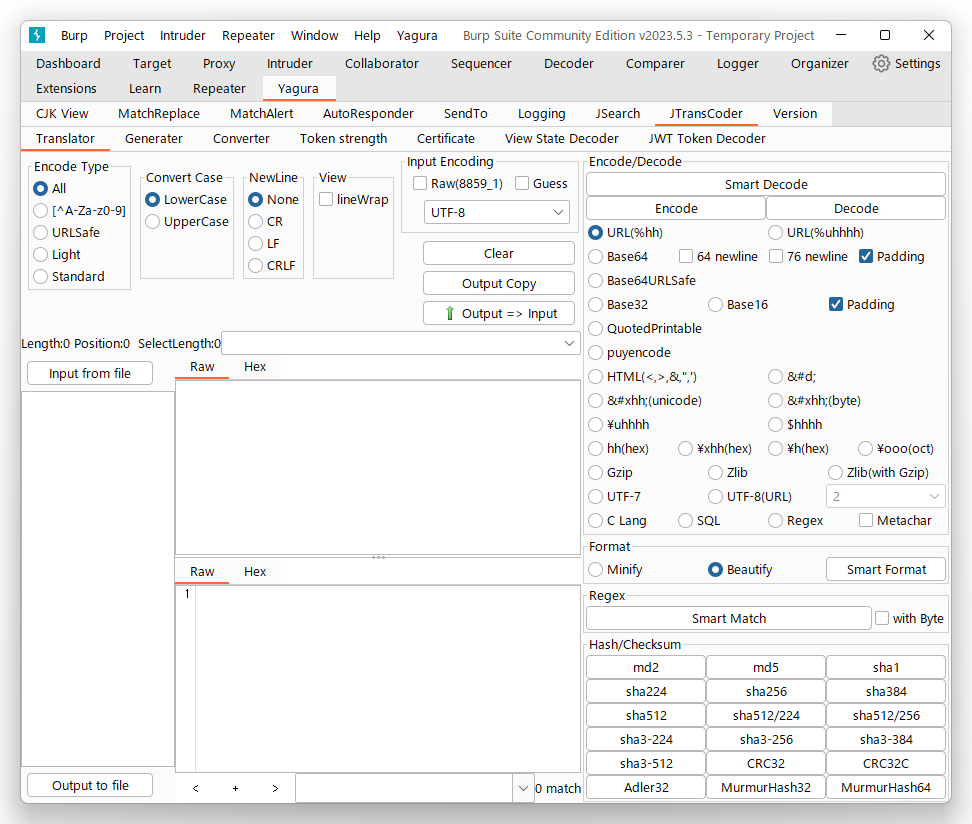 Burp Project Intruder Repeater Window Help Yagura Burp Suite Community Edition v2023.5.3 - Temporary Project
Dashboard Target Proxy Intruder Collaborator Sequencer Decoder Comparer Logger Organizer Settings
Extensions Learn Repeater Yagura
CJK View MatchReplace MatchAlert AutoResponder SendTo Logging JSearch JTransCoder Version
Translator Generater Converter Token strength Certificate View State Decoder JWT Token Decoder
Encode Type
All
[^A-Za-z0-9]
URLSafe
Light
Standard
Convert Case
LowerCase
UpperCase
NewLine
None
CR
LF
CRLF
View
lineWrap
Input Encoding
Raw(8859_1) Guess
UTF-8
Clear
Output Copy
Output => Input
Length:0 Position:0 SelectLength:0
Input from file
Raw Hex
Raw Hex
1
Output to file
< + > 0 match
Encode/Decode
Smart Decode
Encode Decode
URL(%hh) URL(%uhhhh)
Base64 64 newline 76 newline Padding
Base64URLSafe
Base32 Base16 Padding
QuotedPrintable
puyencode
HTML(<,>,&,",') &#d;
&#xhh;(unicode) &#xhh;(byte)
¥uhhhh $hhhh
hh(hex) ¥xhh(hex) ¥h(hex) ¥ooo(oct)
Gzip Zlib Zlib(with Gzip)
UTF-7 UTF-8(URL) 2
C Lang SQL Regex Metachar
Format
Minify Beautify Smart Format
Regex
Smart Match with Byte
Hash/Checksum
md2 md5 sha1
sha224 sha256 sha384
sha512 sha512/224 sha512/256
sha3-224 sha3-256 sha3-384
sha3-512 CRC32 CRC32C
Adler32 MurmurHash32 MurmurHash64